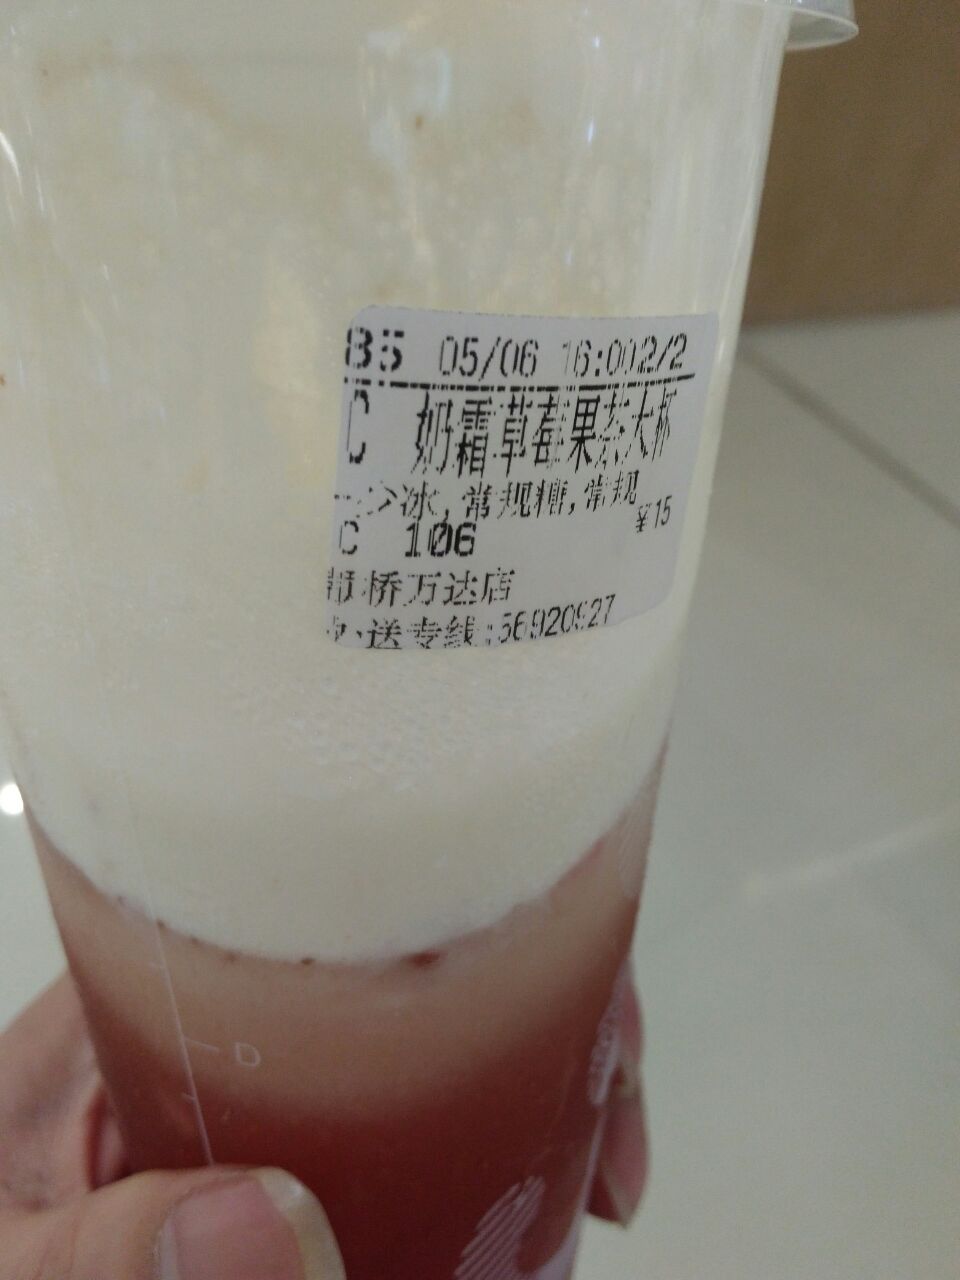 85 05/06 16:00 2/2
C 奶霜草莓果茶大杯
少冰,常规糖,常规
¥15
C 106
桥万达店
送专线:56920927
D